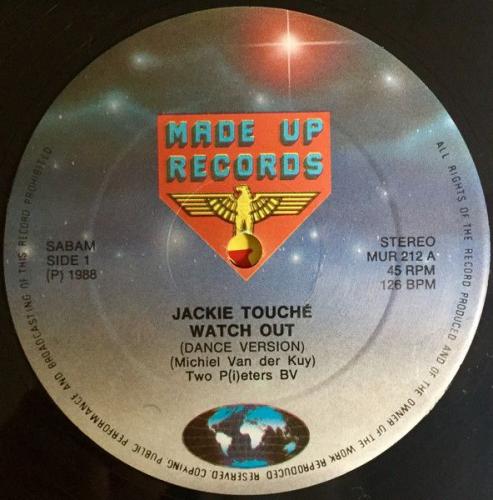 MADE UP
RECORDS
SABAM
SIDE 1
(P) 1988
STEREO
MUR 212 A
45 RPM
126 BPM
JACKIE TOUCHÉ
WATCH OUT
(DANCE VERSION)
(Michiel Van der Kuy)
Two P(i)eters BV
ALL RIGHTS OF THE RECORD PRODUCED AND OF THE OWNER OF THE WORK REPRODUCED RESERVED.COPYING PUBLIC PERFORMANCE AND BROADCASTING OF THIS RECORD PROHIBITED